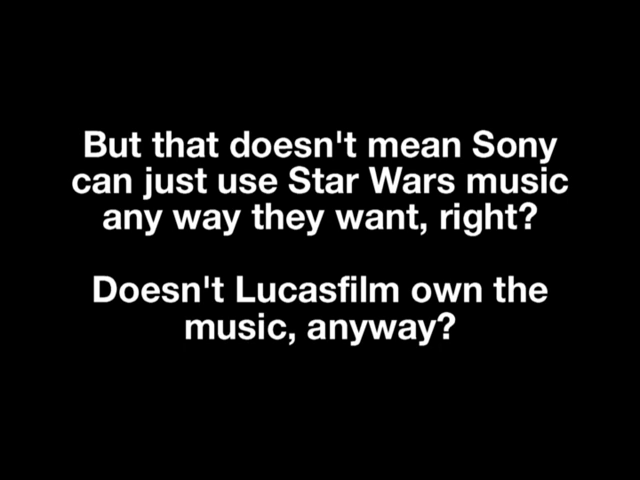 But that doesn't mean Sony
can just use Star Wars music
any way they want, right?
Doesn't Lucasfilm own the
music, anyway?